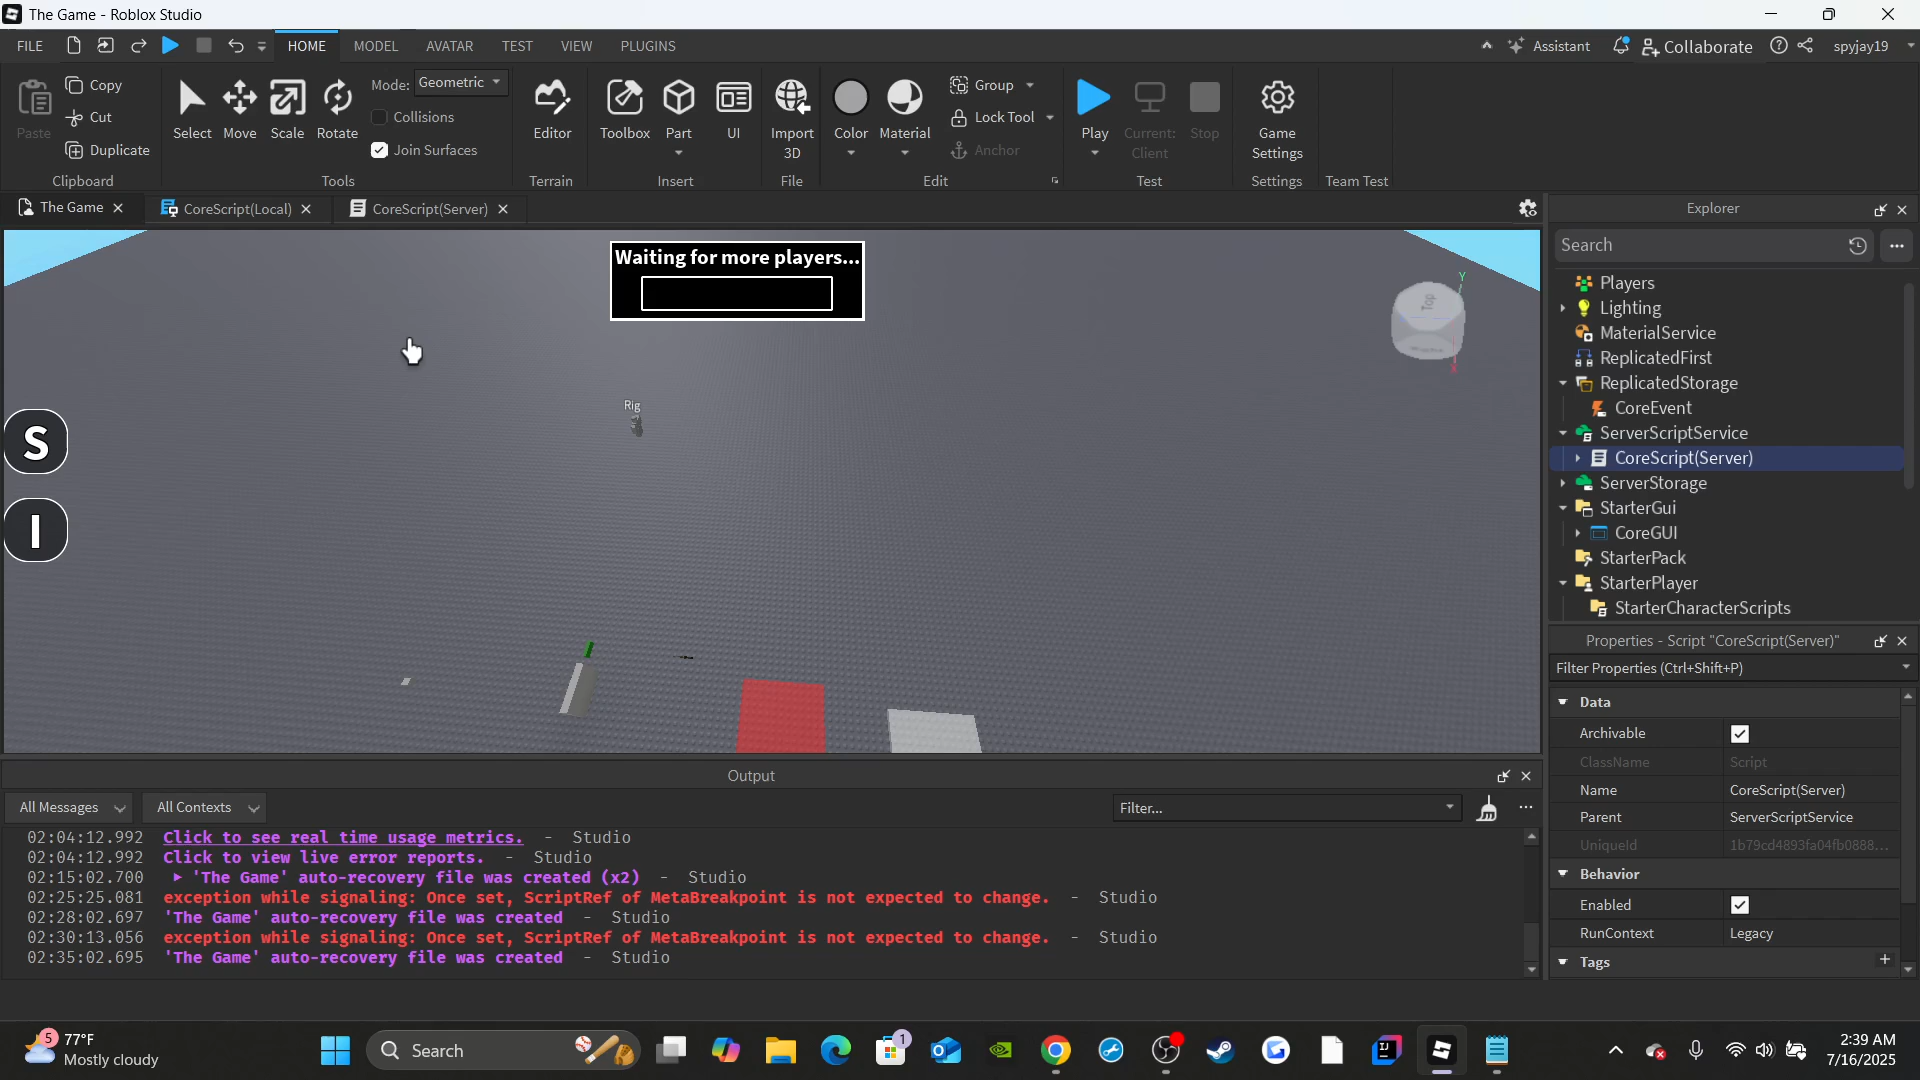 The Game - Roblox Studio
FILE HOME MODEL AVATAR TEST VIEW PLUGINS Assistant Collaborate spyjay19
Paste Copy Cut Duplicate Clipboard
Select Move Scale Rotate Mode: Geometric Collisions Join Surfaces Tools
Editor Terrain
Toolbox Part UI Insert
Import 3D File
Color Material Group Lock Tool Anchor Edit
Play Current: Client Stop Test
Game Settings Settings
Team Test
The Game CoreScript(Local) CoreScript(Server)
Waiting for more players...
Rig
S
I
Top
Y
X
Explorer
Search
Players
Lighting
MaterialService
ReplicatedFirst
ReplicatedStorage
CoreEvent
ServerScriptService
CoreScript(Server)
ServerStorage
StarterGui
CoreGUI
StarterPack
StarterPlayer
StarterCharacterScripts
Properties - Script "CoreScript(Server)"
Filter Properties (Ctrl+Shift+P)
Data
Archivable
ClassName Script
Name CoreScript(Server)
Parent ServerScriptService
UniqueId 1b79cd4893fa04fb0888...
Behavior
Enabled
RunContext Legacy
Tags
Output
All Messages All Contexts Filter...
02:04:12.992 Click to see real time usage metrics. - Studio
02:04:12.992 Click to view live error reports. - Studio
02:15:02.700 'The Game' auto-recovery file was created (x2) - Studio
02:25:25.081 exception while signaling: Once set, ScriptRef of MetaBreakpoint is not expected to change. - Studio
02:28:02.697 'The Game' auto-recovery file was created - Studio
02:30:13.056 exception while signaling: Once set, ScriptRef of MetaBreakpoint is not expected to change. - Studio
02:35:02.695 'The Game' auto-recovery file was created - Studio
5
77°F
Mostly cloudy
Search
1
2:39 AM
7/16/2025